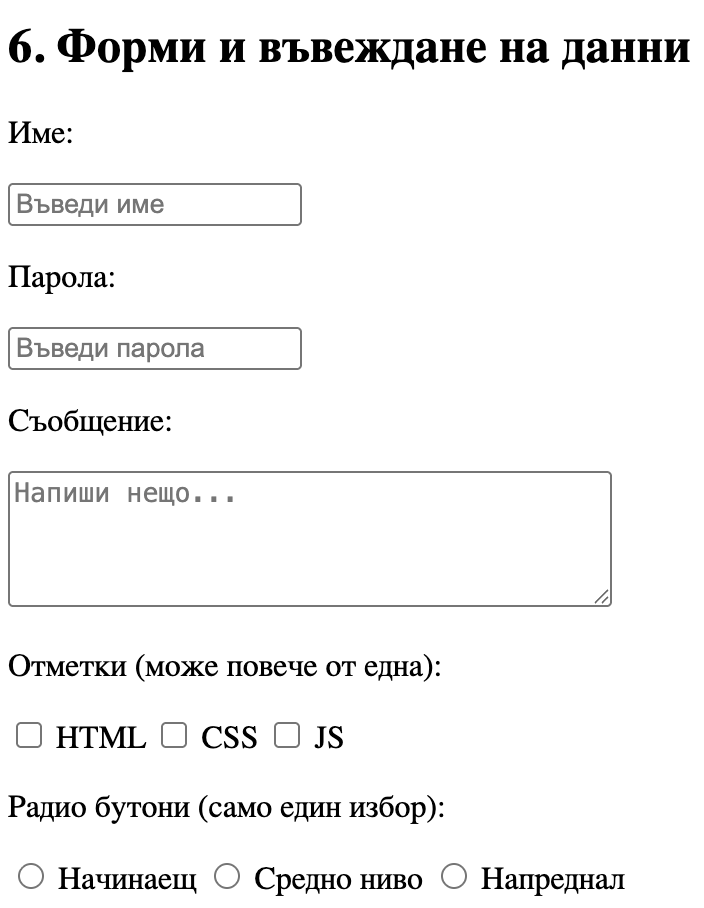 6. Форми и въвеждане на данни
Име:
Въведи име
Парола:
Въведи парола
Съобщение:
Напиши нещо...
Отметки (може повече от една):
HTML CSS JS
Радио бутони (само един избор):
Начинаещ Средно ниво Напреднал